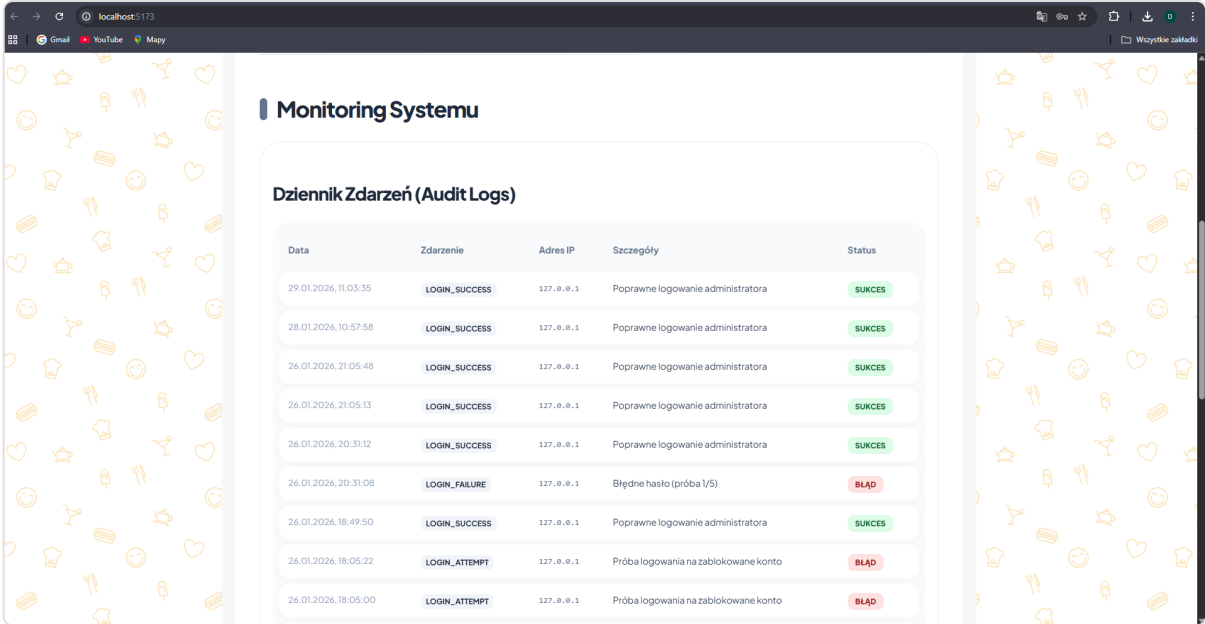 localhost:5173
Gmail YouTube Mapy Wszystkie zakładki
Monitoring Systemu
Dziennik Zdarzeń (Audit Logs)
Data Zdarzenie Adres IP Szczegóły Status
29.01.2026, 11:03:35 LOGIN_SUCCESS 127.0.0.1 Poprawne logowanie administratora SUKCES
28.01.2026, 10:57:58 LOGIN_SUCCESS 127.0.0.1 Poprawne logowanie administratora SUKCES
26.01.2026, 21:05:48 LOGIN_SUCCESS 127.0.0.1 Poprawne logowanie administratora SUKCES
26.01.2026, 21:05:13 LOGIN_SUCCESS 127.0.0.1 Poprawne logowanie administratora SUKCES
26.01.2026, 20:31:12 LOGIN_SUCCESS 127.0.0.1 Poprawne logowanie administratora SUKCES
26.01.2026, 20:31:08 LOGIN_FAILURE 127.0.0.1 Błędne hasło (próba 1/5) BŁĄD
26.01.2026, 18:49:50 LOGIN_SUCCESS 127.0.0.1 Poprawne logowanie administratora SUKCES
26.01.2026, 18:05:22 LOGIN_ATTEMPT 127.0.0.1 Próba logowania na zablokowane konto BŁĄD
26.01.2026, 18:05:00 LOGIN_ATTEMPT 127.0.0.1 Próba logowania na zablokowane konto BŁĄD